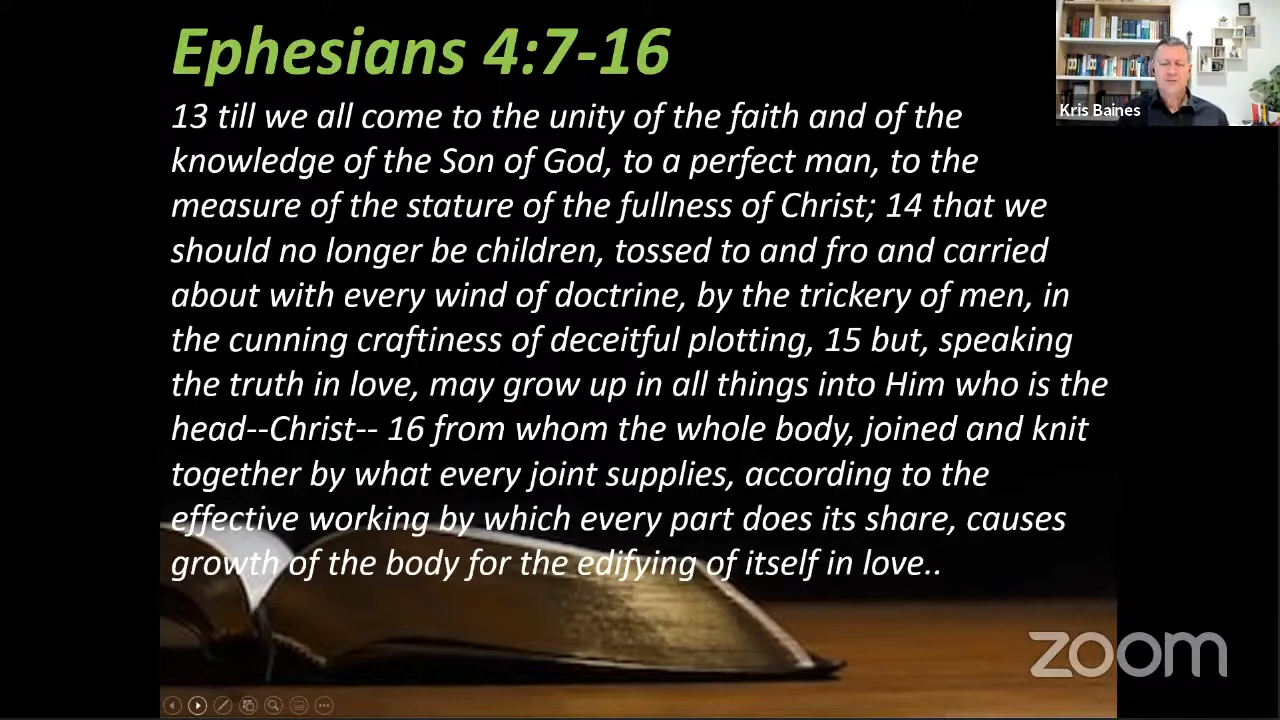 Ephesians 4:7-16
Kris Baines
13 till we all come to the unity of the faith and of the
knowledge of the Son of God, to a perfect man, to the
measure of the stature of the fullness of Christ; 14 that we
should no longer be children, tossed to and fro and carried
about with every wind of doctrine, by the trickery of men, in
the cunning craftiness of deceitful plotting, 15 but, speaking
the truth in love, may grow up in all things into Him who is the
head--Christ-- 16 from whom the whole body, joined and knit
together by what every joint supplies, according to the
effective working by which every part does its share, causes
growth of the body for the edifying of itself in love..
zoom